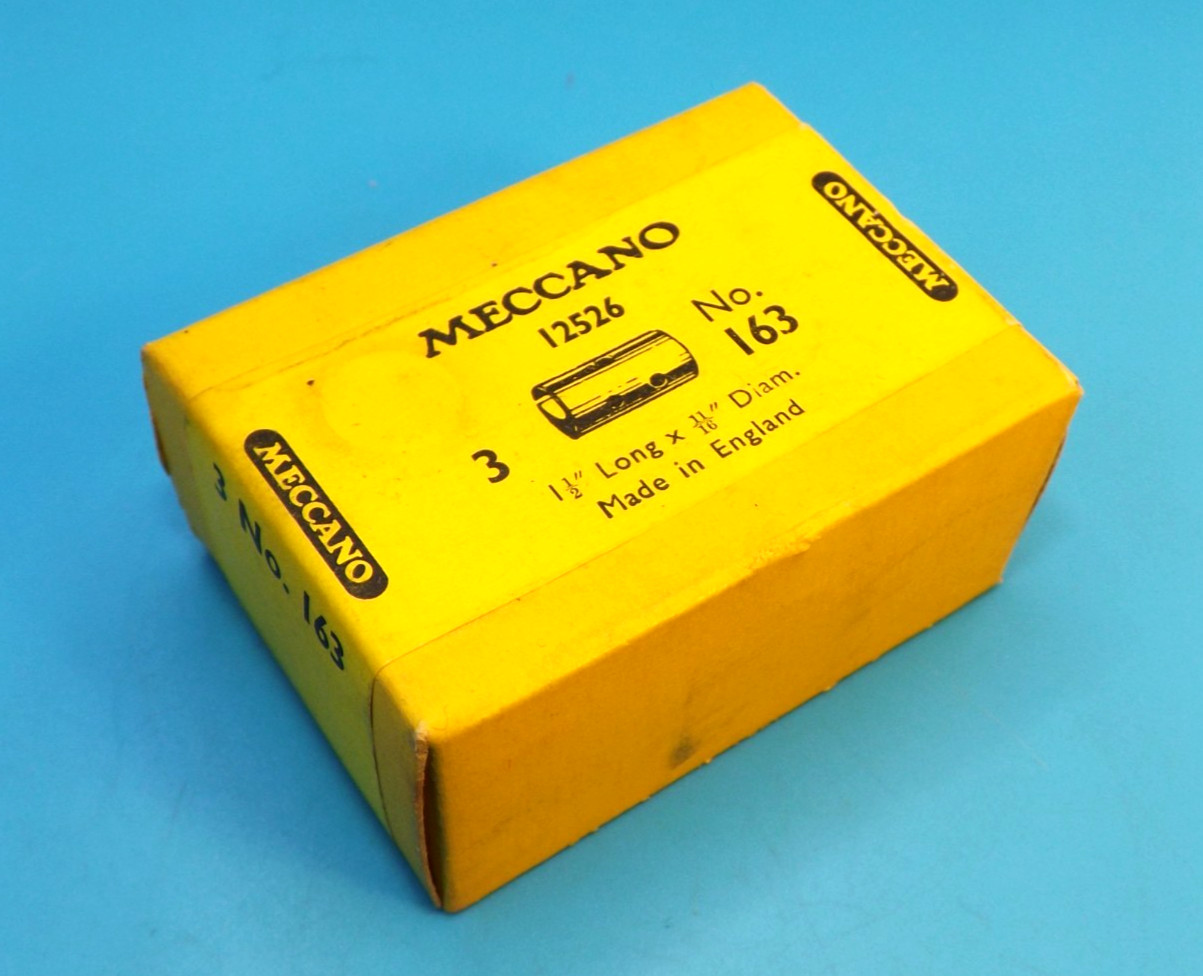 MECCANO
12526
No.
163
3
1½" Long x 11/16" Diam.
Made in England
MECCANO
MECCANO
3 No. 163